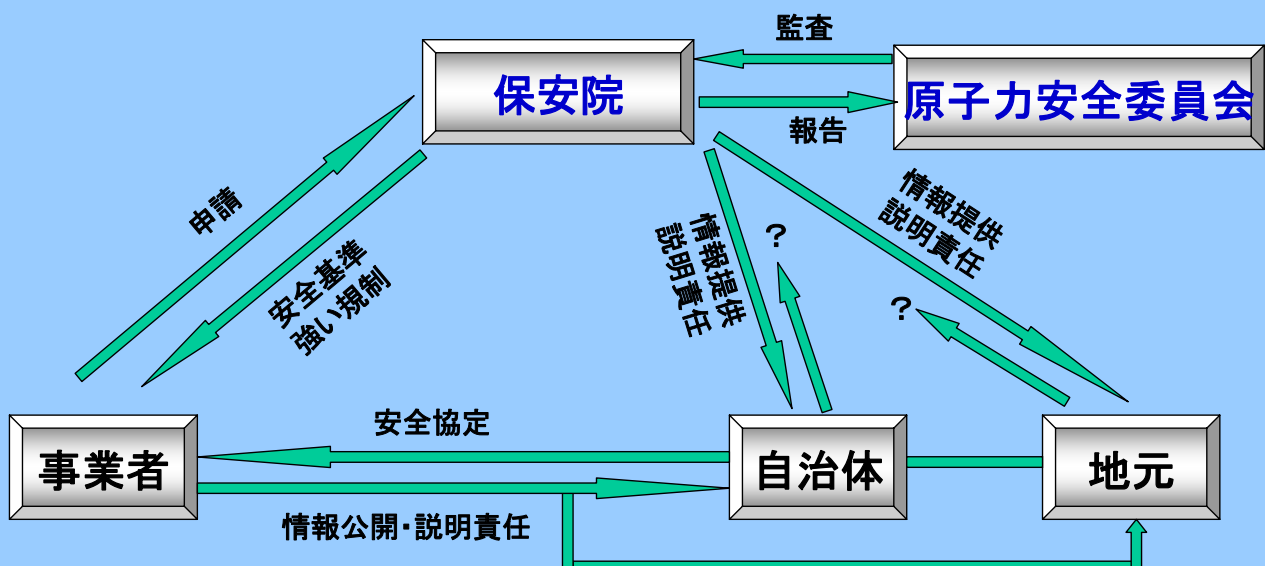 監査
保安院
原子力安全委員会
報告
申請
安全基準
強い規制
情報提供
説明責任
?
情報提供
説明責任
?
安全協定
事業者
自治体
地元
情報公開・説明責任